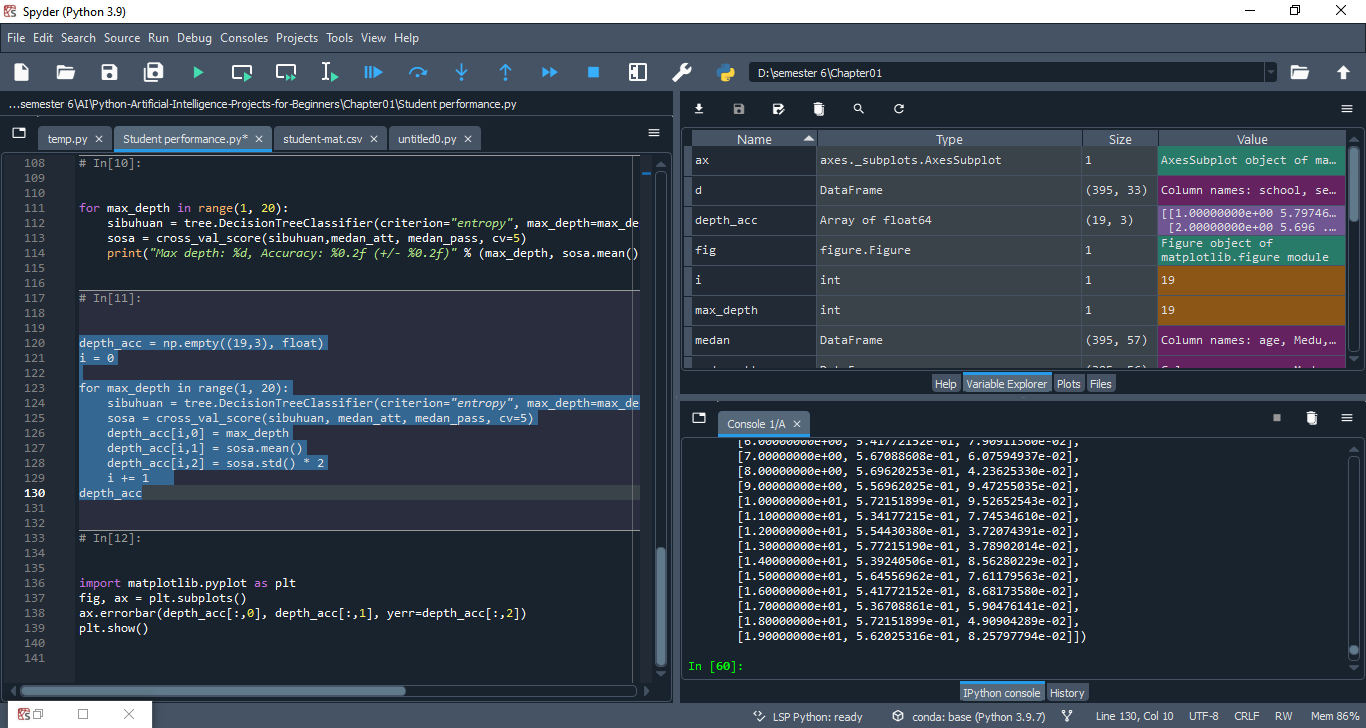 Spyder (Python 3.9)
File Edit Search Source Run Debug Consoles Projects Tools View Help
D:\semester 6\Chapter01
...semester 6\AI\Python-Artificial-Intelligence-Projects-for-Beginners\Chapter01\Student performance.py
temp.py Student performance.py* student-mat.csv untitled0.py
108 # In[10]:
109
110
111 for max_depth in range(1, 20):
112 sibuhuan = tree.DecisionTreeClassifier(criterion="entropy", max_depth=max_de
113 sosa = cross_val_score(sibuhuan,medan_att, medan_pass, cv=5)
114 print("Max depth: %d, Accuracy: %0.2f (+/- %0.2f)" % (max_depth, sosa.mean()
115
116
117 # In[11]:
118
119
120 depth_acc = np.empty((19,3), float)
121 i = 0
122
123 for max_depth in range(1, 20):
124 sibuhuan = tree.DecisionTreeClassifier(criterion="entropy", max_depth=max_de
125 sosa = cross_val_score(sibuhuan, medan_att, medan_pass, cv=5)
126 depth_acc[i,0] = max_depth
127 depth_acc[i,1] = sosa.mean()
128 depth_acc[i,2] = sosa.std() * 2
129 i += 1
130 depth_acc
131
132
133 # In[12]:
134
135
136 import matplotlib.pyplot as plt
137 fig, ax = plt.subplots()
138 ax.errorbar(depth_acc[:,0], depth_acc[:,1], yerr=depth_acc[:,2])
139 plt.show()
140
141
Name Type Size Value
ax axes._subplots.AxesSubplot 1 AxesSubplot object of ma...
d DataFrame (395, 33) Column names: school, se...
depth_acc Array of float64 (19, 3) [[1.00000000e+00 5.79746...
[2.00000000e+00 5.696 ...
fig figure.Figure 1 Figure object of
matplotlib.figure module
i int 1 19
max_depth int 1 19
medan DataFrame (395, 57) Column names: age, Medu,...
Help Variable Explorer Plots Files
Console 1/A
[6.00000000e+00, 5.41772152e-01, 7.90911360e-02],
[7.00000000e+00, 5.67088608e-01, 6.07594937e-02],
[8.00000000e+00, 5.69620253e-01, 4.23625330e-02],
[9.00000000e+00, 5.56962025e-01, 9.47255035e-02],
[1.00000000e+01, 5.72151899e-01, 9.52652543e-02],
[1.10000000e+01, 5.34177215e-01, 7.74534610e-02],
[1.20000000e+01, 5.54430380e-01, 3.72074391e-02],
[1.30000000e+01, 5.77215190e-01, 3.78902014e-02],
[1.40000000e+01, 5.39240506e-01, 8.56280229e-02],
[1.50000000e+01, 5.64556962e-01, 7.61179563e-02],
[1.60000000e+01, 5.41772152e-01, 8.68173580e-02],
[1.70000000e+01, 5.36708861e-01, 5.90476141e-02],
[1.80000000e+01, 5.72151899e-01, 4.90904289e-02],
[1.90000000e+01, 5.62025316e-01, 8.25797794e-02]])
In [60]:
IPython console History
LSP Python: ready conda: base (Python 3.9.7) Line 130, Col 10 UTF-8 CRLF RW Mem 86%